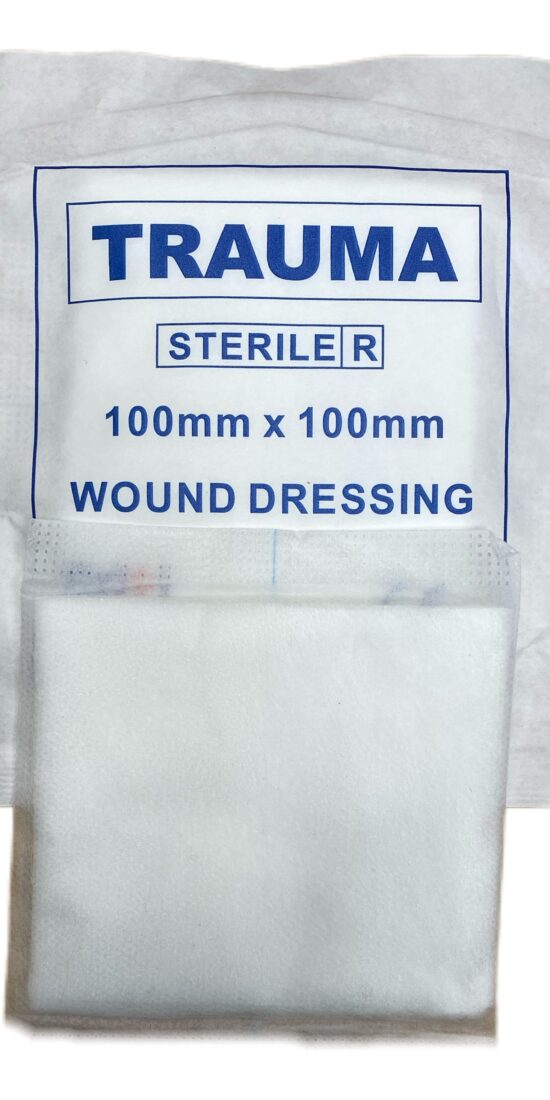 TRAUMA
STERILE R
100mm x 100mm
WOUND DRESSING